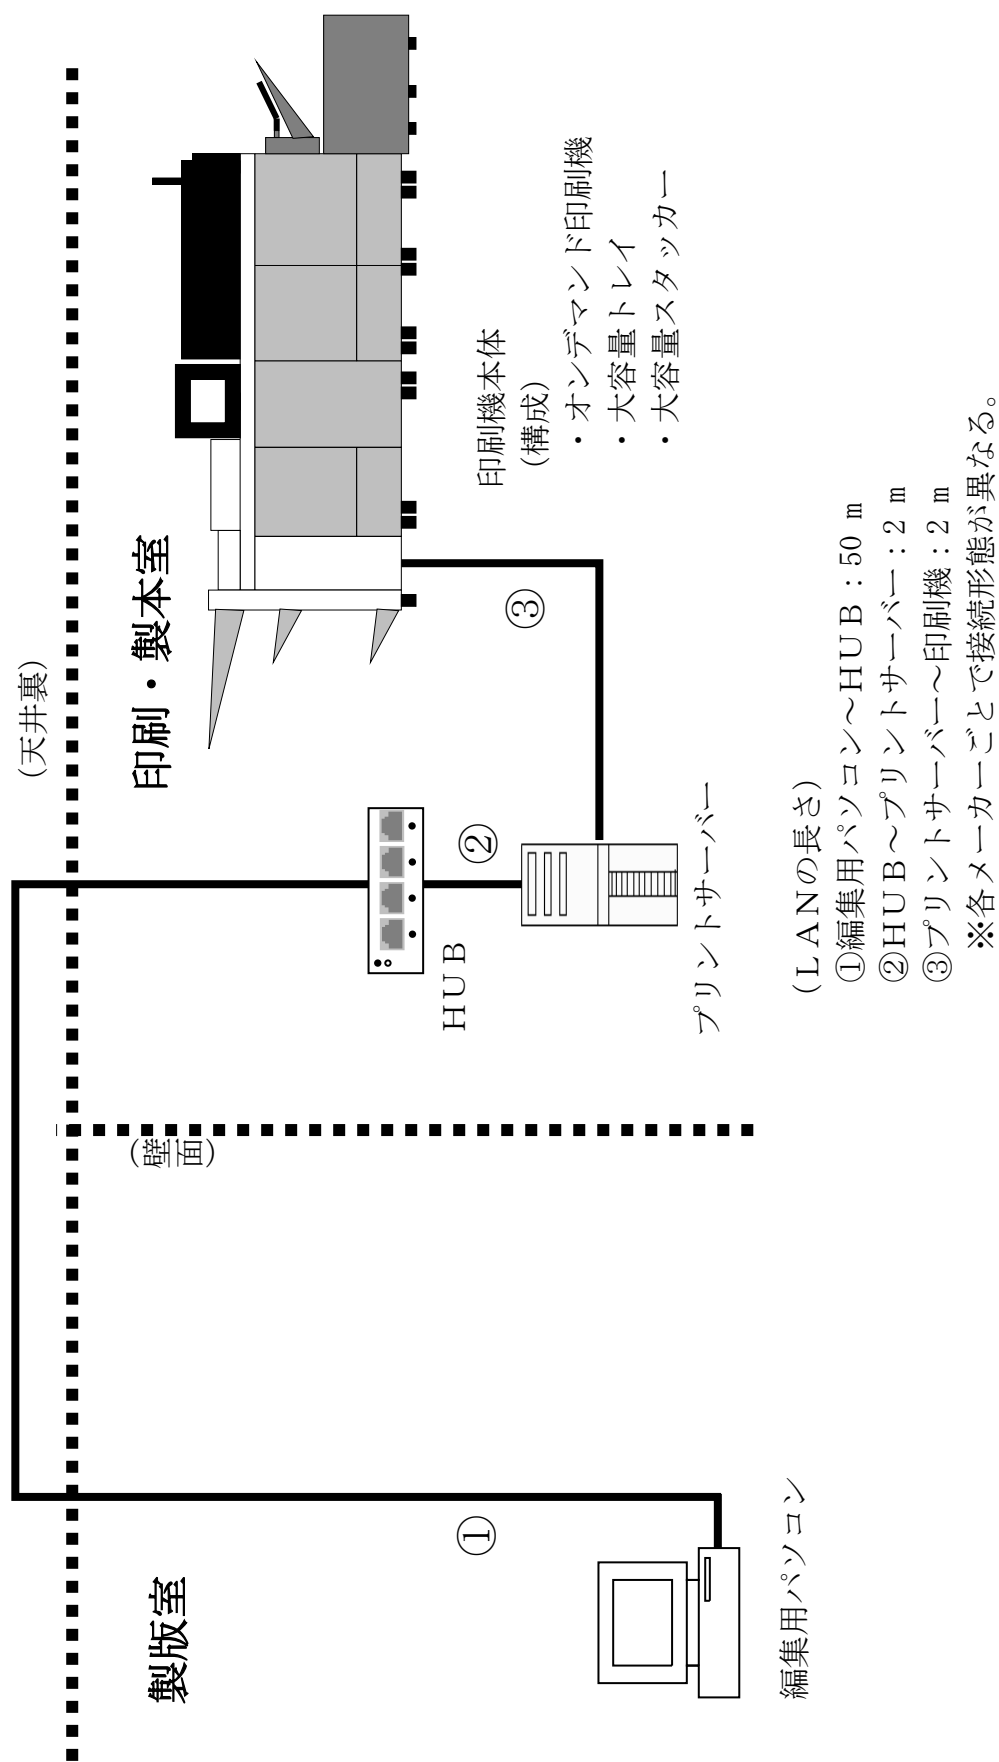 (天井裏)
製版室
(壁面)
印刷・製本室
①
HUB
②
③
編集用パソコン
プリントサーバー
印刷機本体
(構成)
・オンデマンド印刷機
・大容量トレイ
・大容量スタッカー
(LANの長さ)
①編集用パソコン～HUB:50m
②HUB～プリントサーバー:2m
③プリントサーバー～印刷機:2m
※各メーカーごとで接続形態が異なる。